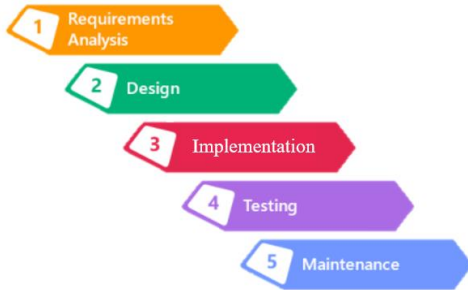 1 Requirements
Analysis
2 Design
3 Implementation
4 Testing
5 Maintenance